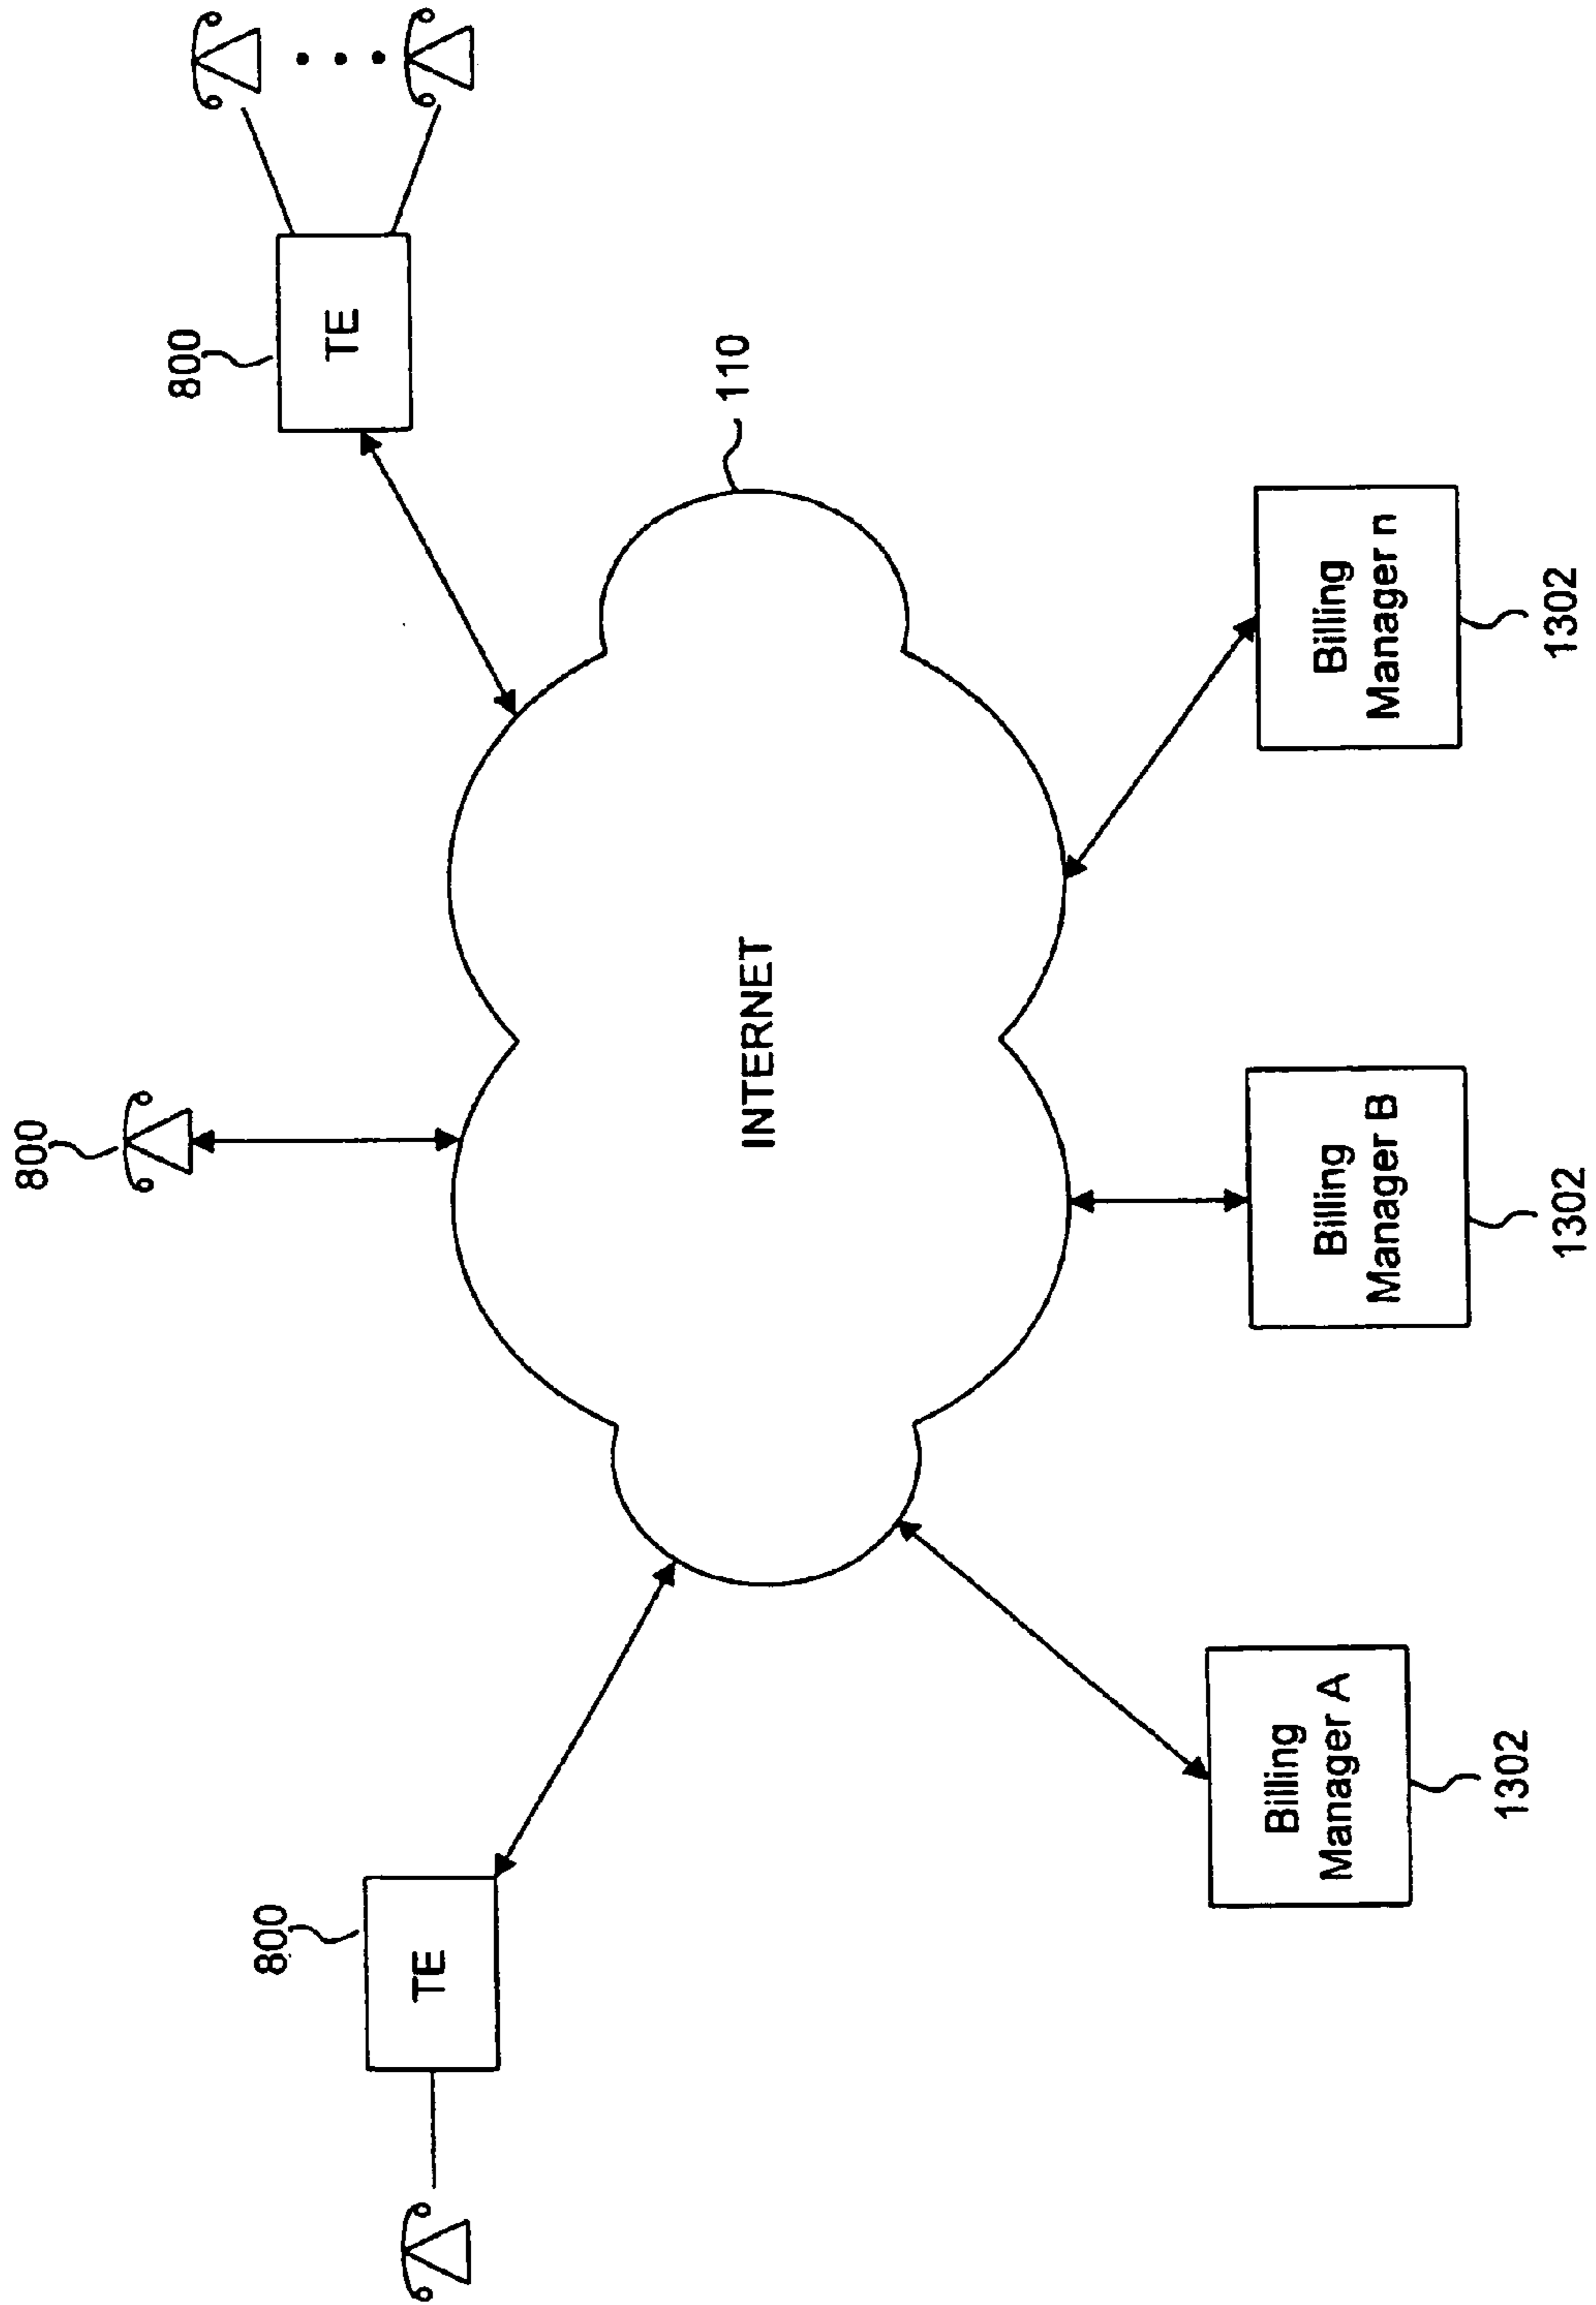 800
800
TE
800
TE
110
INTERNET
Billing
Manager A
1302
Billing
Manager B
1302
Billing
Manager n
1302